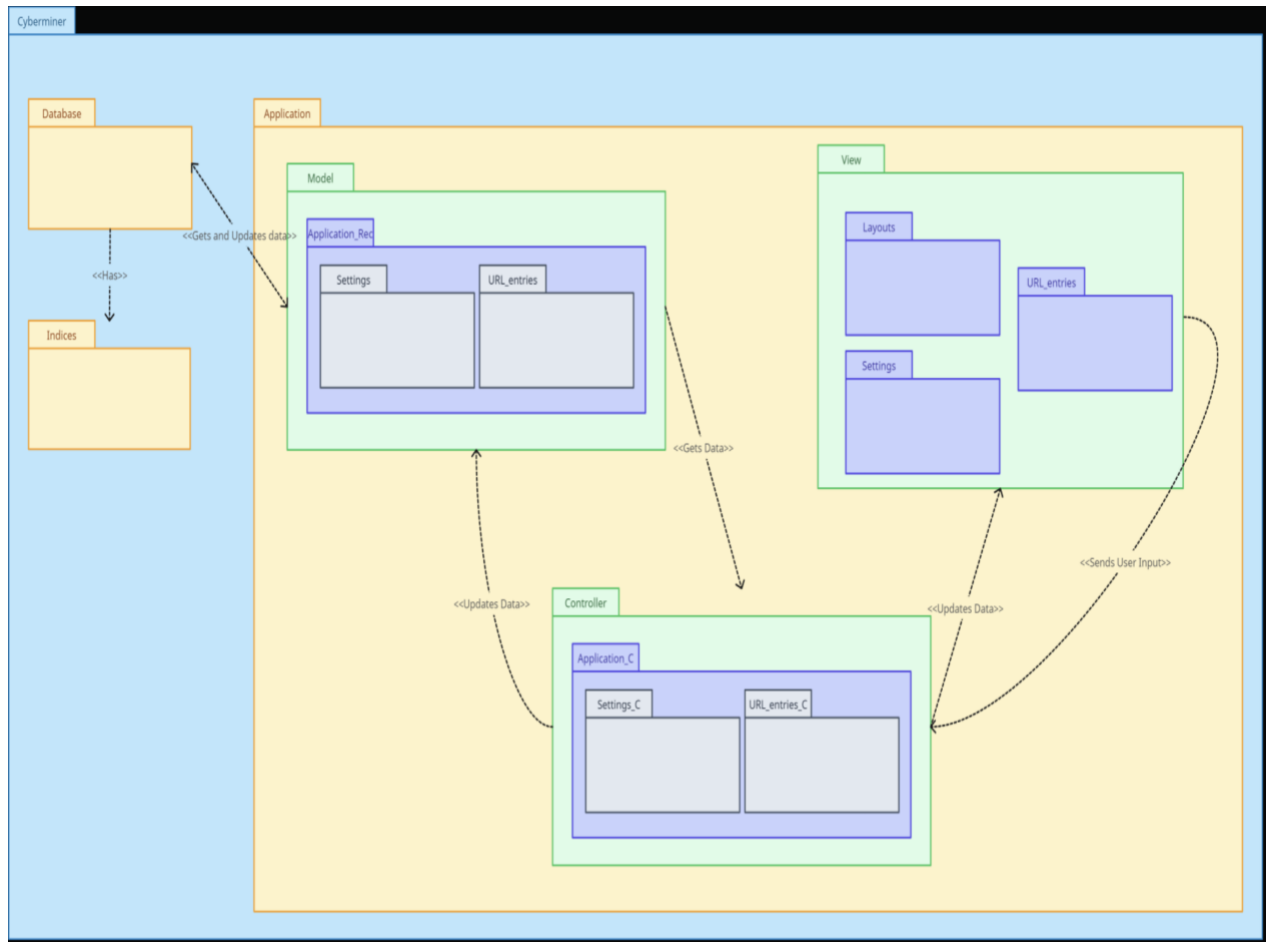 Cyberminer
Database
Application
Model
View
Application_Rec
Layouts
<<Gets and Updates data>>
<<Has>>
Settings
URL_entries
URL_entries
Indices
Settings
<<Gets Data>>
<<Sends User Input>>
<<Updates Data>>
<<Updates Data>>
Controller
Application_C
Settings_C
URL_entries_C